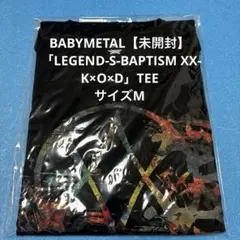 BABYMETAL【未開封】
「LEGEND-S-BAPTISM XX-
K×O×D」TEE
サイズM